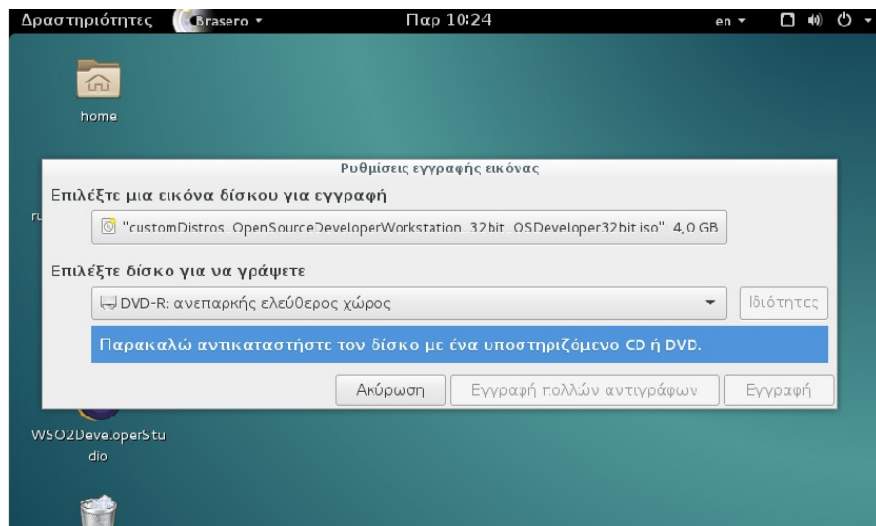 Δραστηριότητες Brasero Παρ 10:24 en
home
Ρυθμίσεις εγγραφής εικόνας
Επιλέξτε μια εικόνα δίσκου για εγγραφή
ru
"customDistros_OpenSourceDeveloperWorkstation_32bit_OSDeveloper32bit iso" 4,0 GB
Επιλέξτε δίσκο για να γράψετε
DVD-R: ανεπαρκής ελεύθερος χώρος Ιδιότητες
Παρακαλώ αντικαταστήστε τον δίσκο με ένα υποστηριζόμενο CD ή DVD.
Ακύρωση Εγγραφή πολλών αντιγράφων Εγγραφή
WSO2DeveloperStu
dio